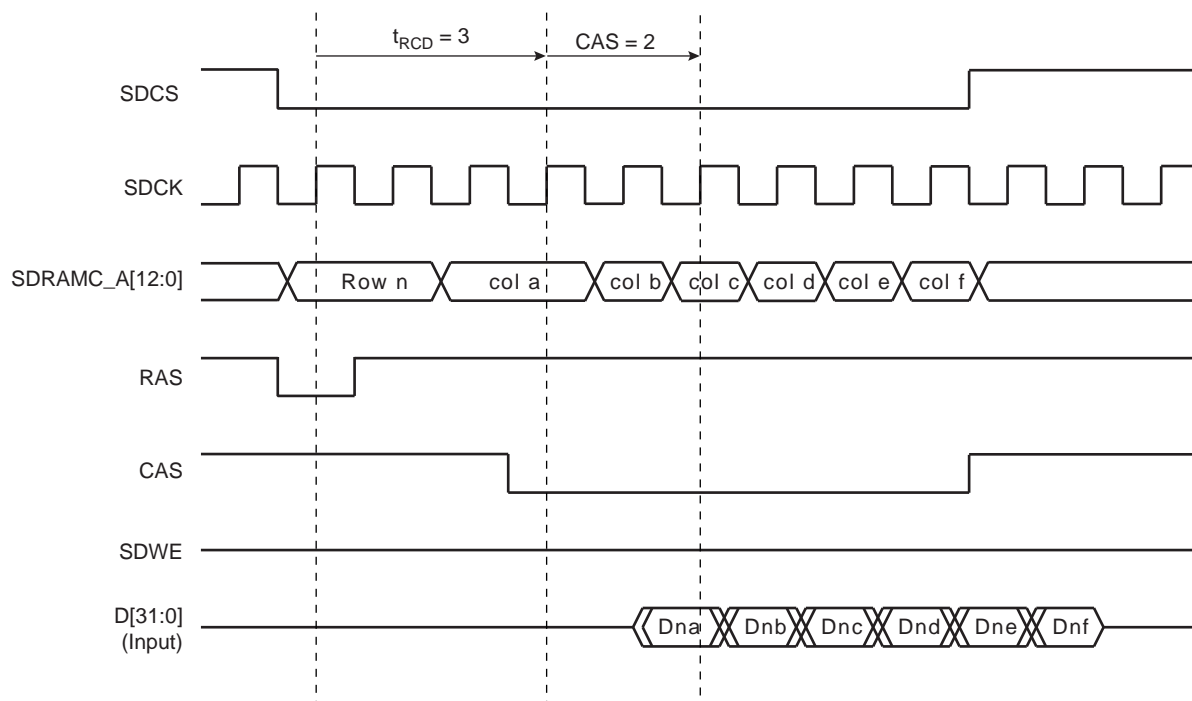 tRCD = 3
CAS = 2
SDCS
SDCK
SDRAMC_A[12:0]
Row n
col a
col b
col c
col d
col e
col f
RAS
CAS
SDWE
D[31:0]
(Input)
Dna
Dnb
Dnc
Dnd
Dne
Dnf